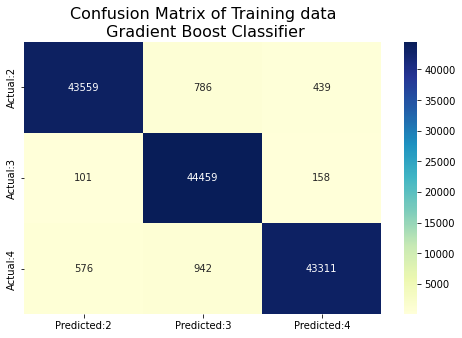 Confusion Matrix of Training data
Gradient Boost Classifier
Actual:2
43559
786
439
Actual:3
101
44459
158
Actual:4
576
942
43311
Predicted:2
Predicted:3
Predicted:4
40000
35000
30000
25000
20000
15000
10000
5000